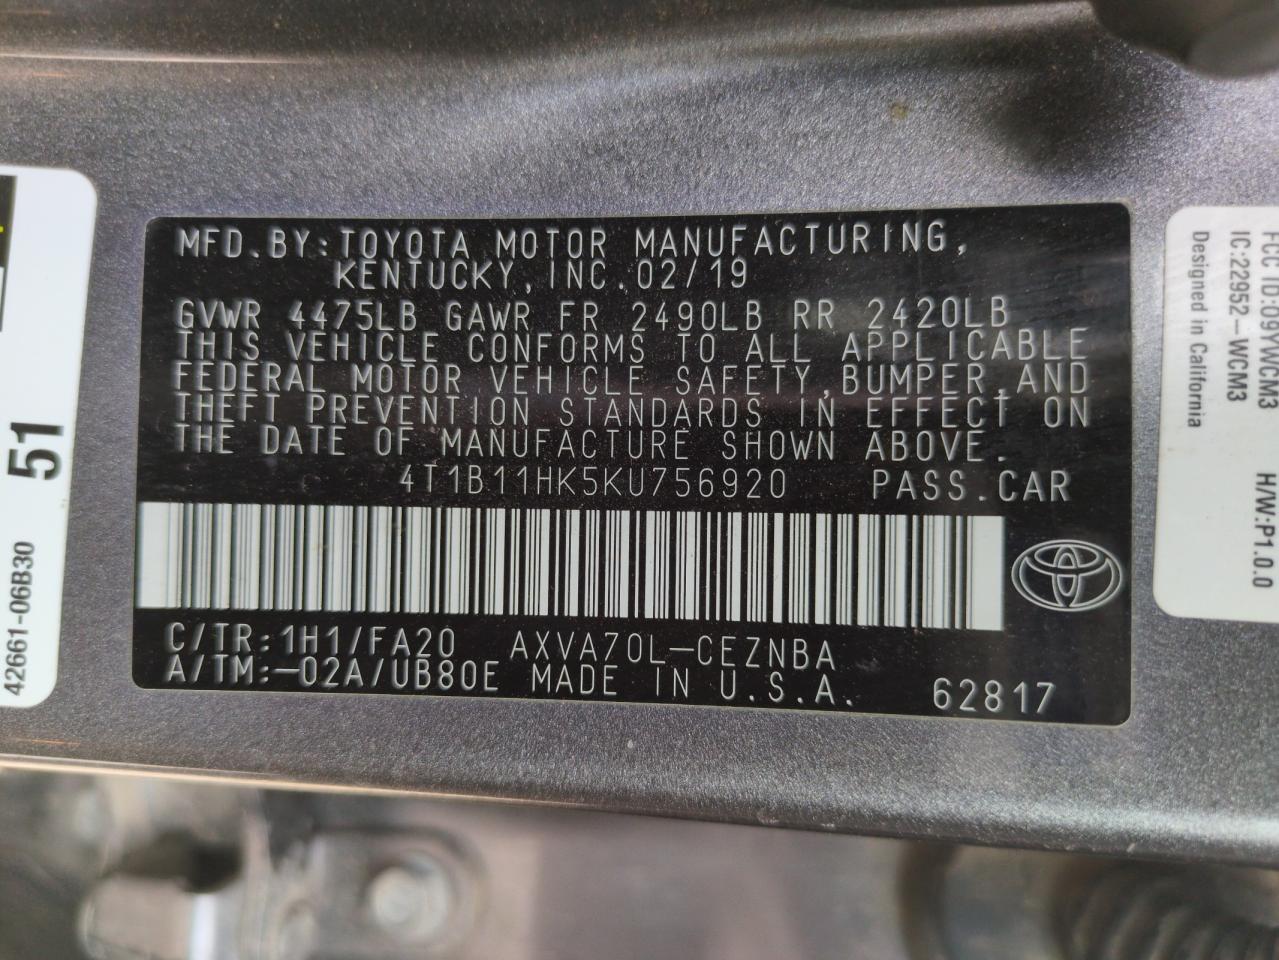 MFD.BY:TOYOTA MOTOR MANUFACTURING,
KENTUCKY,INC.02/19
GVWR 4475LB GAWR FR 2490LB RR 2420LB
THIS VEHICLE CONFORMS TO ALL APPLICABLE
FEDERAL MOTOR VEHICLE SAFETY,BUMPER,AND
THEFT PREVENTION STANDARDS IN EFFECT ON
THE DATE OF MANUFACTURE SHOWN ABOVE.
4T1B11HK5KU756920 PASS.CAR
C/TR:1H1/FA20 AXVA70L-CEZNBA
A/TM:-02A/UB80E MADE IN U.S.A. 62817
51
42661-06B30
FCC ID:O9YWCM3
IC:22952-WCM3 H/W:P1.0.0
Designed in California